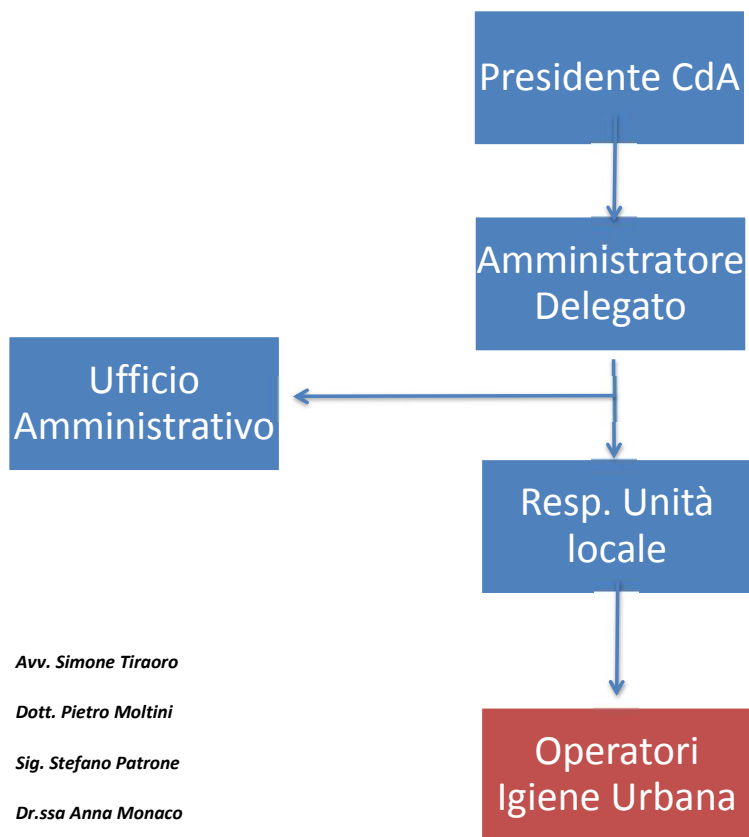 Presidente CdA
Amministratore
Delegato
Ufficio
Amministrativo
Resp. Unità
locale
Avv. Simone Tiraoro
Dott. Pietro Moltini
Sig. Stefano Patrone
Dr.ssa Anna Monaco
Operatori
Igiene Urbana